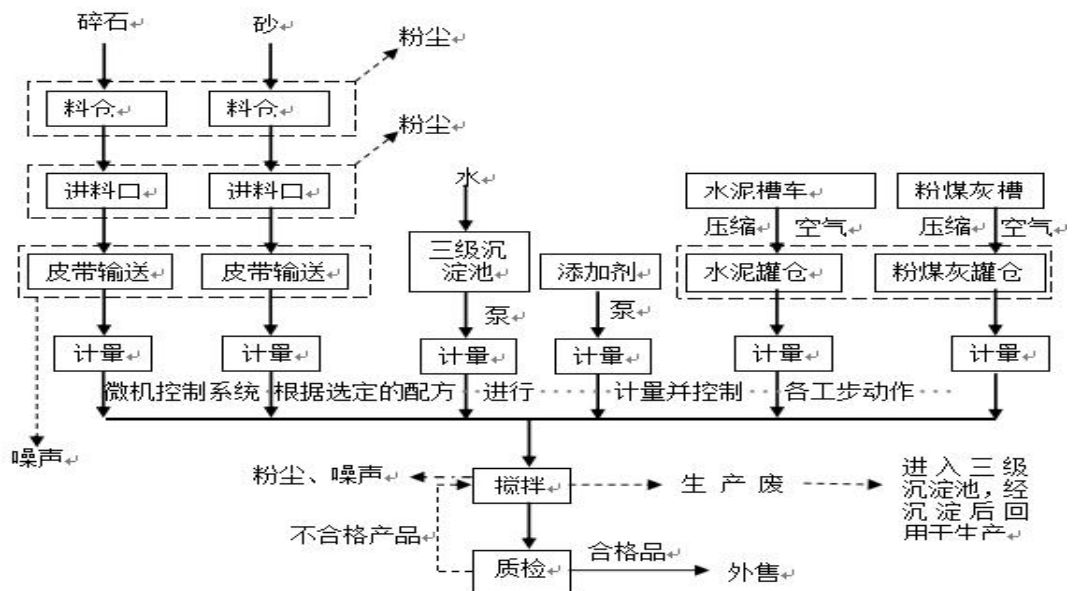 碎石 砂
粉尘
料仓 料仓
粉尘
进料口 进料口
水 水泥槽车 粉煤灰槽
压缩 空气 压缩 空气
皮带输送 皮带输送 三级沉 添加剂 水泥罐仓 粉煤灰罐仓
淀池
泵 泵
计量 计量 计量 计量 计量 计量
微机控制系统 根据选定的配方 进行 计量并控制 各工步动作
噪声
粉尘、噪声 搅拌 生产废 进入三级
沉淀池，经
沉淀后回
用于生产
不合格产品 合格品
质检 外售